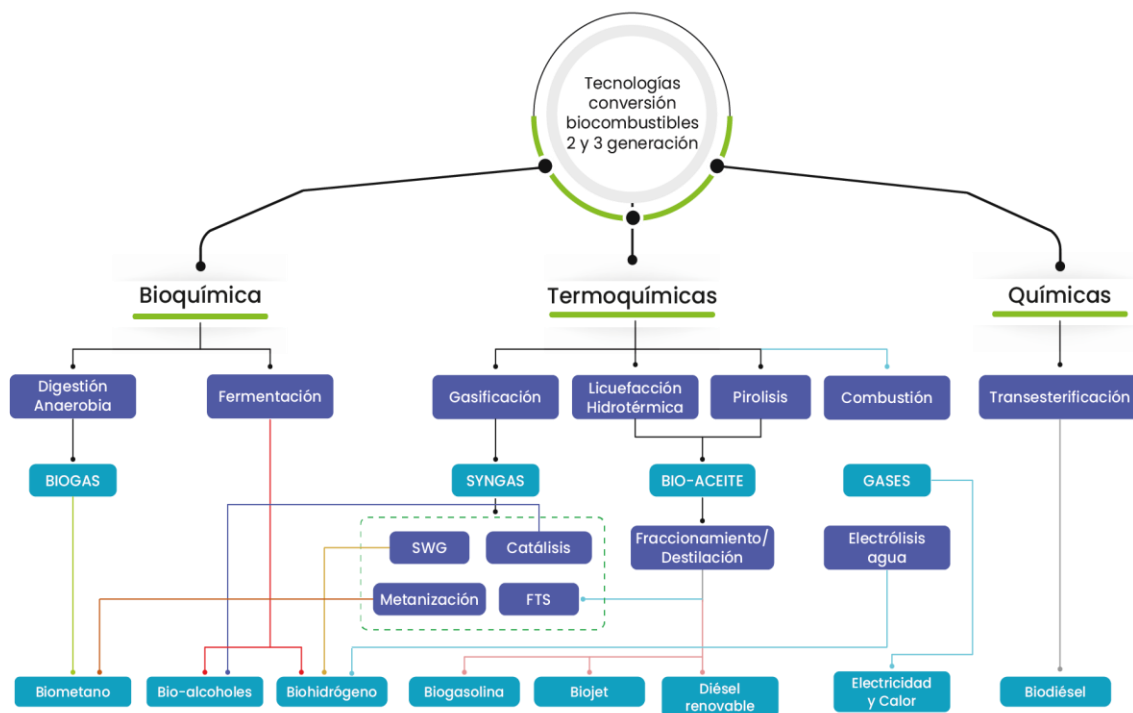 Tecnologías
conversión
biocombustibles
2 y 3 generación
Bioquímica
Termoquímicas
Químicas
Digestión
Anaerobia
Fermentación
Gasificación
Licuefacción
Hidrotérmica
Pirolisis
Combustión
Transesterificación
BIOGAS
SYNGAS
BIO-ACEITE
GASES
SWG
Catálisis
Fraccionamiento/
Destilación
Electrólisis
agua
Metanización
FTS
Biometano
Bio-alcoholes
Biohidrógeno
Biogasolina
Biojet
Diésel
renovable
Electricidad
y Calor
Biodiésel